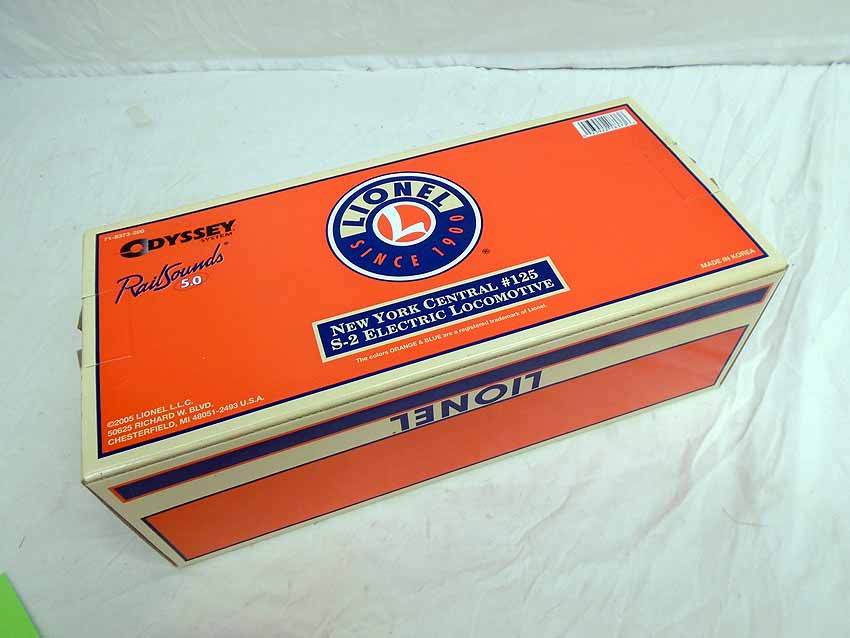 71-8373-200
ODYSSEY
SYSTEM
RailSounds®
5.0
LIONEL
L
SINCE 1900
®
NEW YORK CENTRAL #125
S-2 ELECTRIC LOCOMOTIVE
The colors ORANGE & BLUE are a registered trademark of Lionel.
MADE IN KOREA
©2005 LIONEL L.L.C.
50625 RICHARD W. BLVD.
CHESTERFIELD, MI 48051-2493 U.S.A.
LIONEL